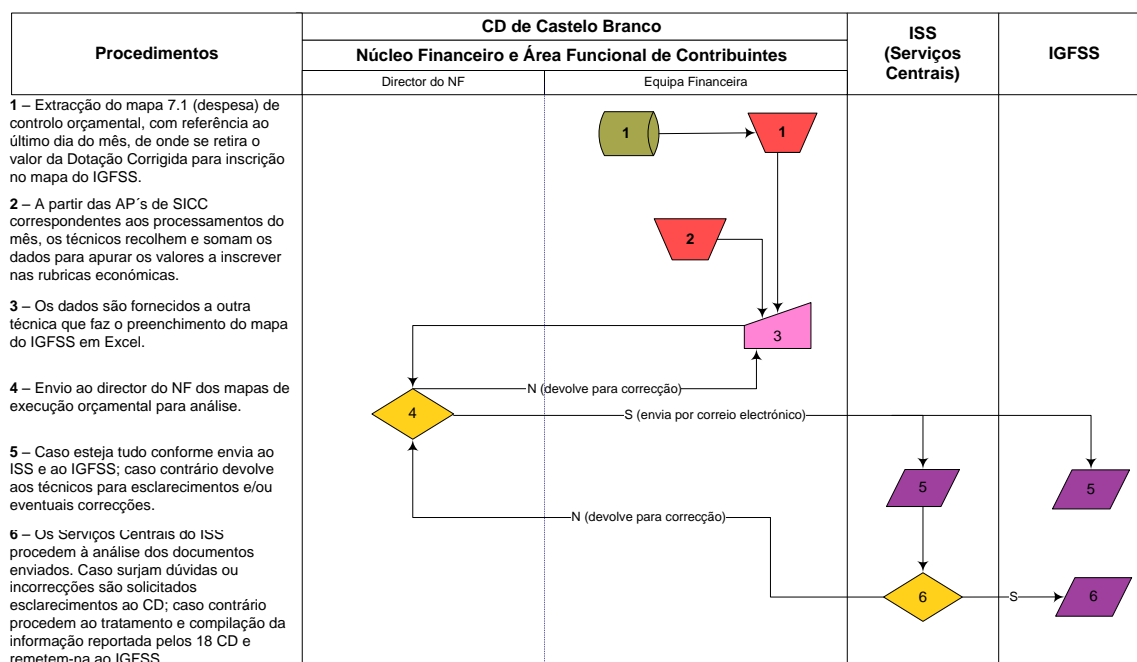 Procedimentos
CD de Castelo Branco
Núcleo Financeiro e Área Funcional de Contribuintes
Director do NF
Equipa Financeira
ISS
(Serviços
Centrais)
IGFSS
1 – Extracção do mapa 7.1 (despesa) de
controlo orçamental, com referência ao
último dia do mês, de onde se retira o
valor da Dotação Corrigida para inscrição
no mapa do IGFSS.
2 – A partir das AP´s de SICC
correspondentes aos processamentos do
mês, os técnicos recolhem e somam os
dados para apurar os valores a inscrever
nas rubricas económicas.
3 – Os dados são fornecidos a outra
técnica que faz o preenchimento do mapa
do IGFSS em Excel.
4 – Envio ao director do NF dos mapas de
execução orçamental para análise.
5 – Caso esteja tudo conforme envia ao
ISS e ao IGFSS; caso contrário devolve
aos técnicos para esclarecimentos e/ou
eventuais correcções.
6 – Os Serviços Centrais do ISS
procedem à análise dos documentos
enviados. Caso surjam dúvidas ou
incorrecções são solicitados
esclarecimentos ao CD; caso contrário
procedem ao tratamento e compilação da
informação reportada pelos 18 CD e
remetem-na ao IGFSS.
1
1
2
3
N (devolve para correcção)
4
S (envia por correio electrónico)
5
5
N (devolve para correcção)
6
S
6